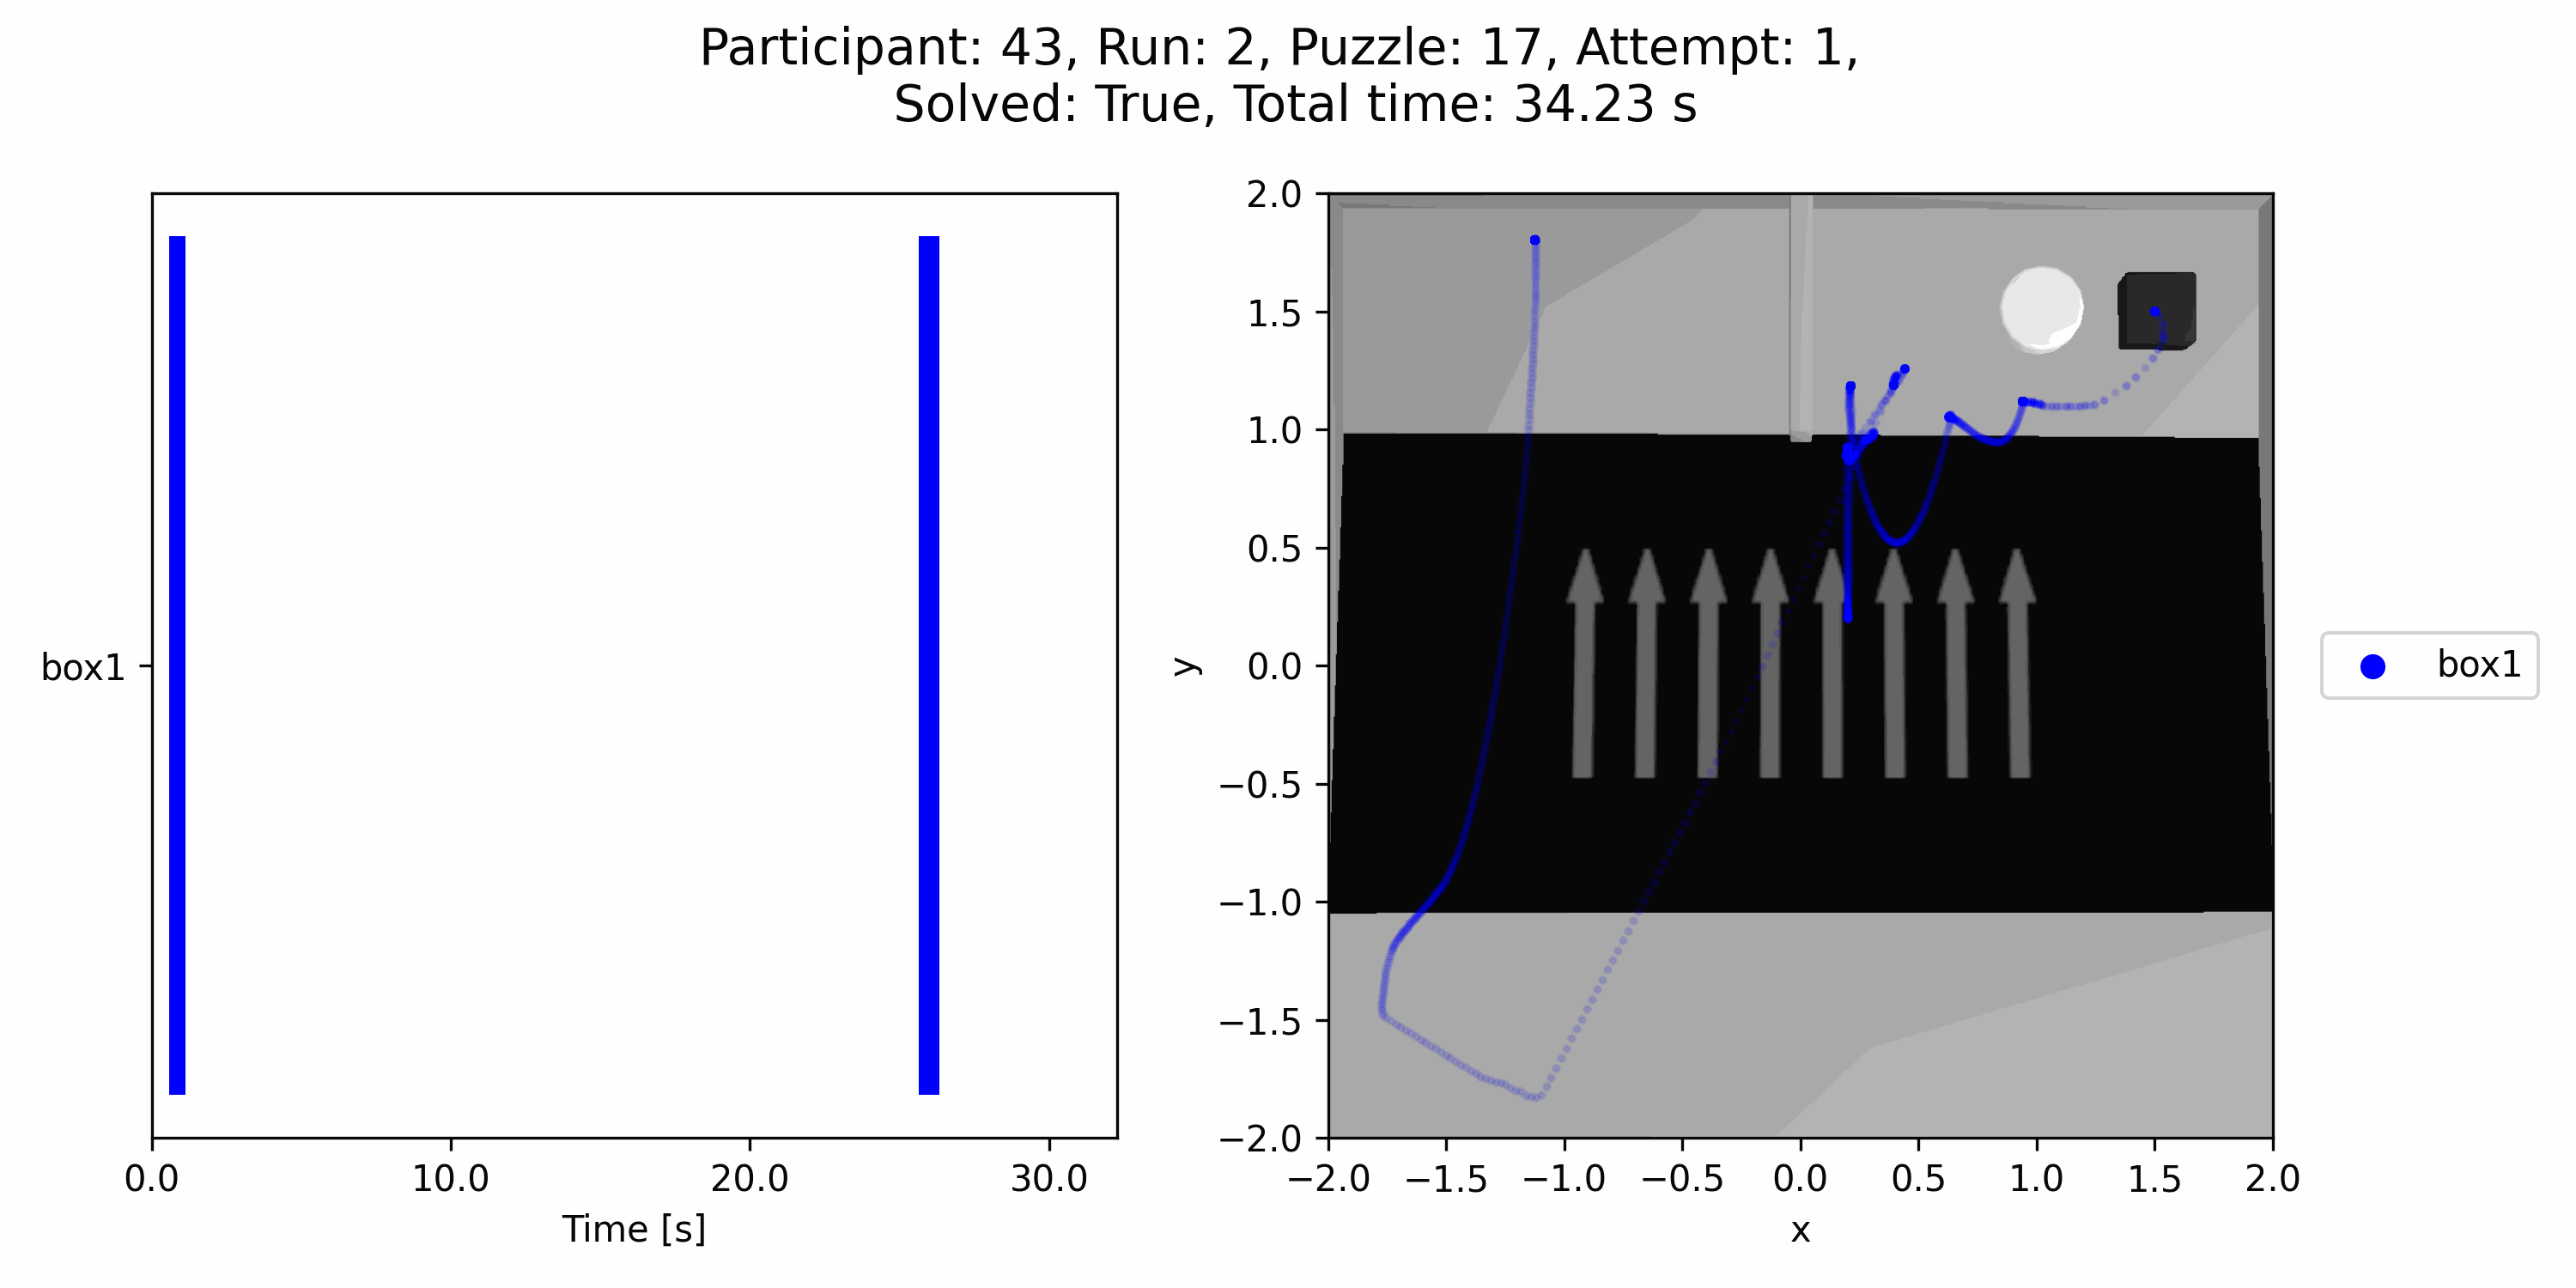 Participant: 43, Run: 2, Puzzle: 17, Attempt: 1,
Solved: True, Total time: 34.23 s
box1
0.0 10.0 20.0 30.0
Time [s]
2.0
1.5
1.0
0.5
0.0
−0.5
−1.0
−1.5
−2.0
y
−2.0 −1.5 −1.0 −0.5 0.0 0.5 1.0 1.5 2.0
x
box1